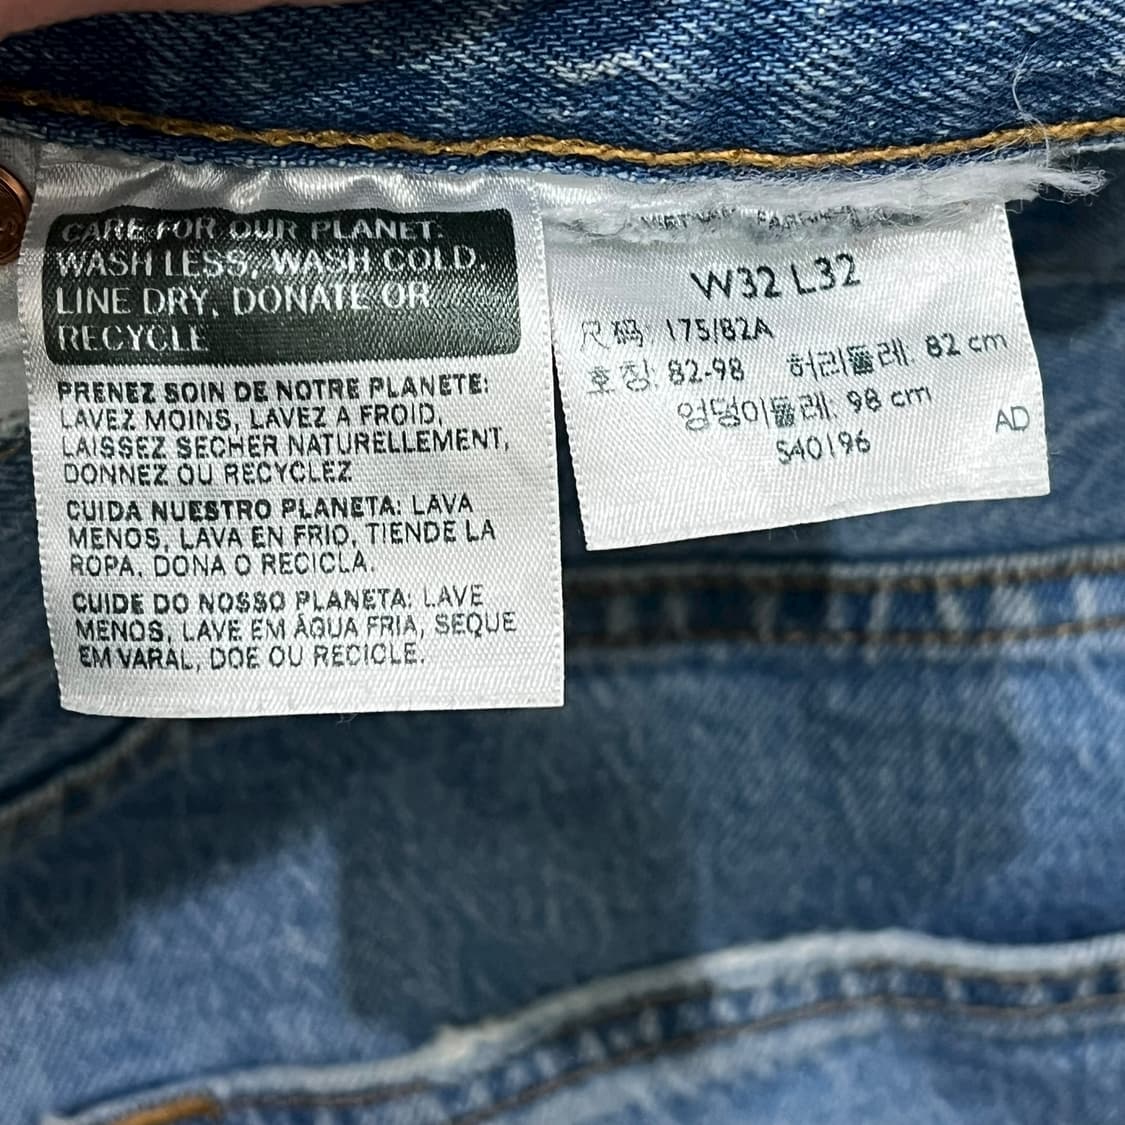 CARE FOR OUR PLANET:
WASH LESS, WASH COLD,
LINE DRY, DONATE OR
RECYCLE
PRENEZ SOIN DE NOTRE PLANETE:
LAVEZ MOINS, LAVEZ A FROID,
LAISSEZ SECHER NATURELLEMENT,
DONNEZ OU RECYCLEZ
CUIDA NUESTRO PLANETA: LAVA
MENOS, LAVA EN FRIO, TIENDE LA
ROPA, DONA O RECICLA.
CUIDE DO NOSSO PLANETA: LAVE
MENOS, LAVE EM ÁGUA FRIA, SEQUE
EM VARAL, DOE OU RECICLE.
W32 L32
尺码: 175/82A
호칭: 82-98 허리둘레: 82 cm
엉덩이둘레: 98 cm
S40196
AD